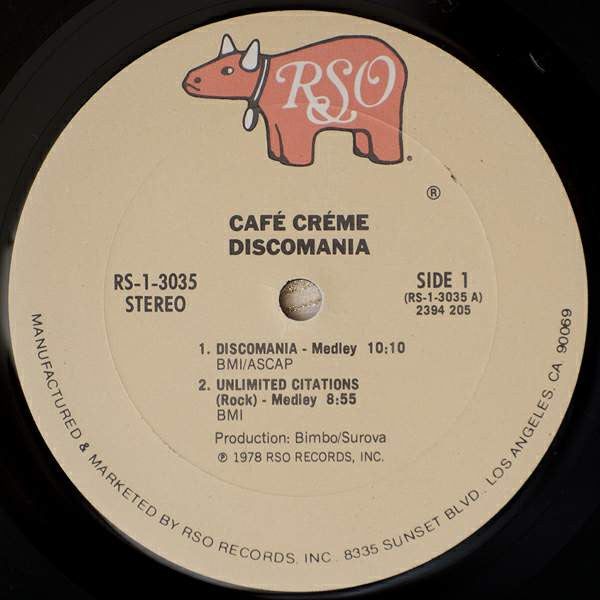 RSO
®
CAFÉ CRÉME
DISCOMANIA
RS-1-3035
STEREO
SIDE 1
(RS-1-3035 A)
2394 205
1. DISCOMANIA - Medley 10:10
BMI/ASCAP
2. UNLIMITED CITATIONS
(Rock) - Medley 8:55
BMI
Production: Bimbo/Surova
℗ 1978 RSO RECORDS, INC.
MANUFACTURED & MARKETED BY RSO RECORDS, INC. 8335 SUNSET BLVD., LOS ANGELES, CA 90069